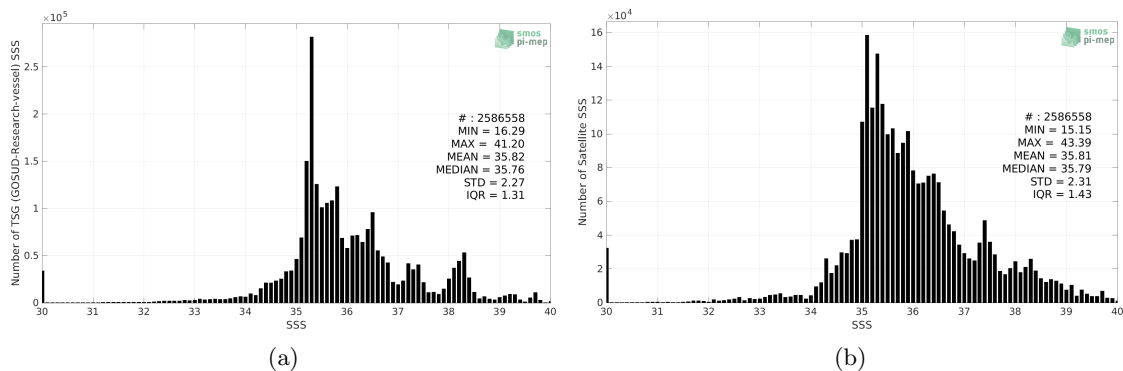 ×10⁵
Number of TSG (GOSUD-Research-vessel) SSS
2.5
2
1.5
1
0.5
0
smos
pi-mep
# : 2586558
MIN = 16.29
MAX = 41.20
MEAN = 35.82
MEDIAN = 35.76
STD = 2.27
IQR = 1.31
30 31 32 33 34 35 36 37 38 39 40
SSS
(a)
×10⁴
Number of Satellite SSS
16
14
12
10
8
6
4
2
0
smos
pi-mep
# : 2586558
MIN = 15.15
MAX = 43.39
MEAN = 35.81
MEDIAN = 35.79
STD = 2.31
IQR = 1.43
30 31 32 33 34 35 36 37 38 39 40
SSS
(b)